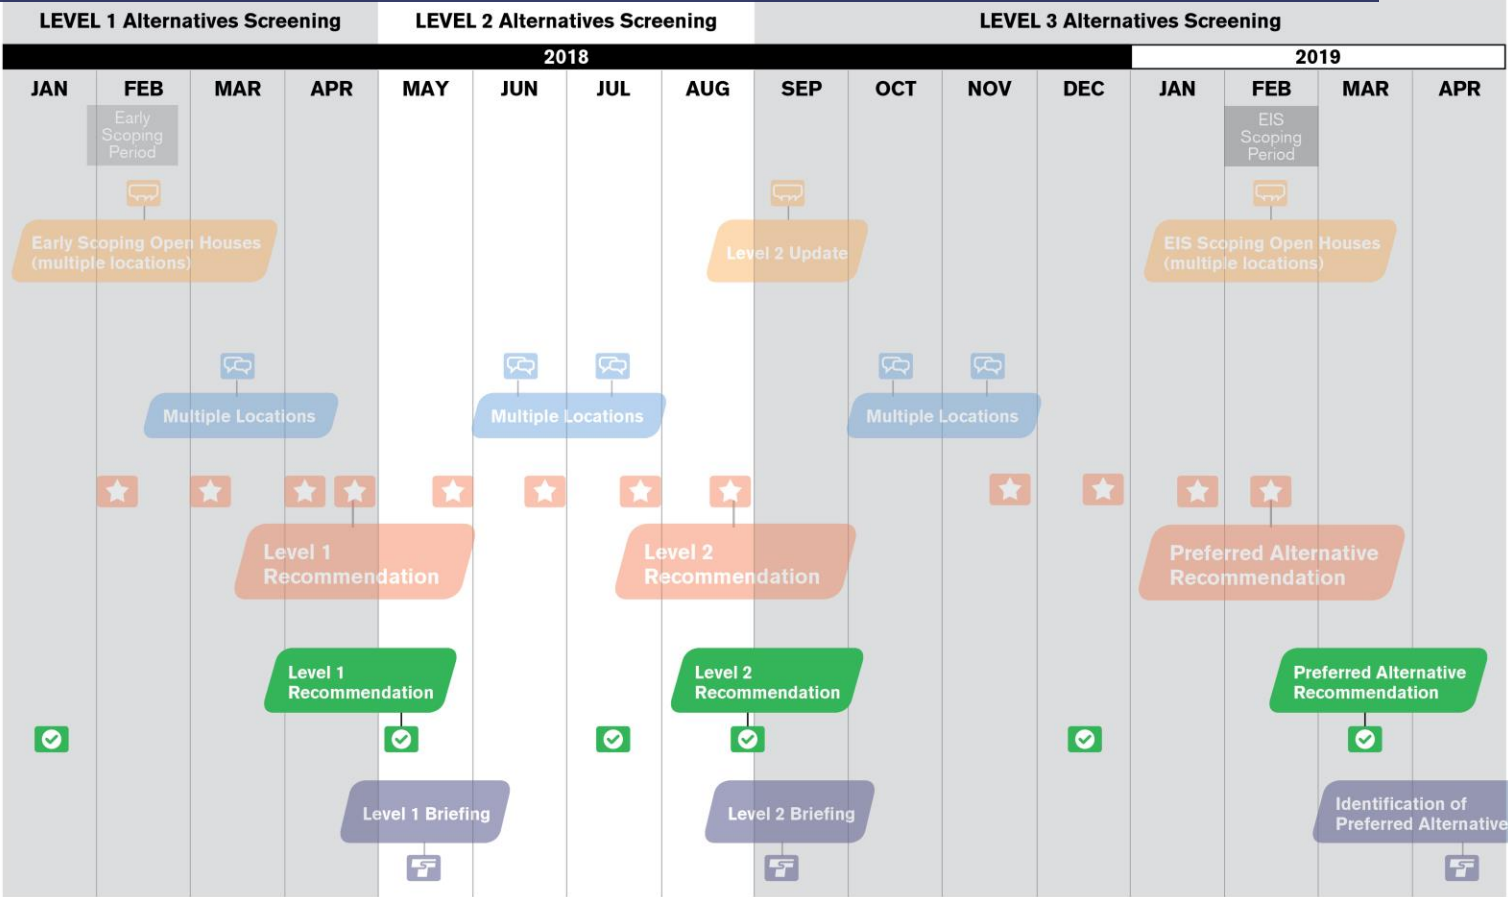 LEVEL 1 Alternatives Screening
LEVEL 2 Alternatives Screening
LEVEL 3 Alternatives Screening
2018
2019
JAN
FEB
MAR
APR
MAY
JUN
JUL
AUG
SEP
OCT
NOV
DEC
JAN
FEB
MAR
APR
Early
Scoping
Period
EIS
Scoping
Period
Early Scoping Open Houses
(multiple locations)
Level 2 Update
EIS Scoping Open Houses
(multiple locations)
Multiple Locations
Multiple Locations
Multiple Locations
Level 1
Recommendation
Level 2
Recommendation
Preferred Alternative
Recommendation
Level 1
Recommendation
Level 2
Recommendation
Preferred Alternative
Recommendation
Level 1 Briefing
Level 2 Briefing
Identification of
Preferred Alternative